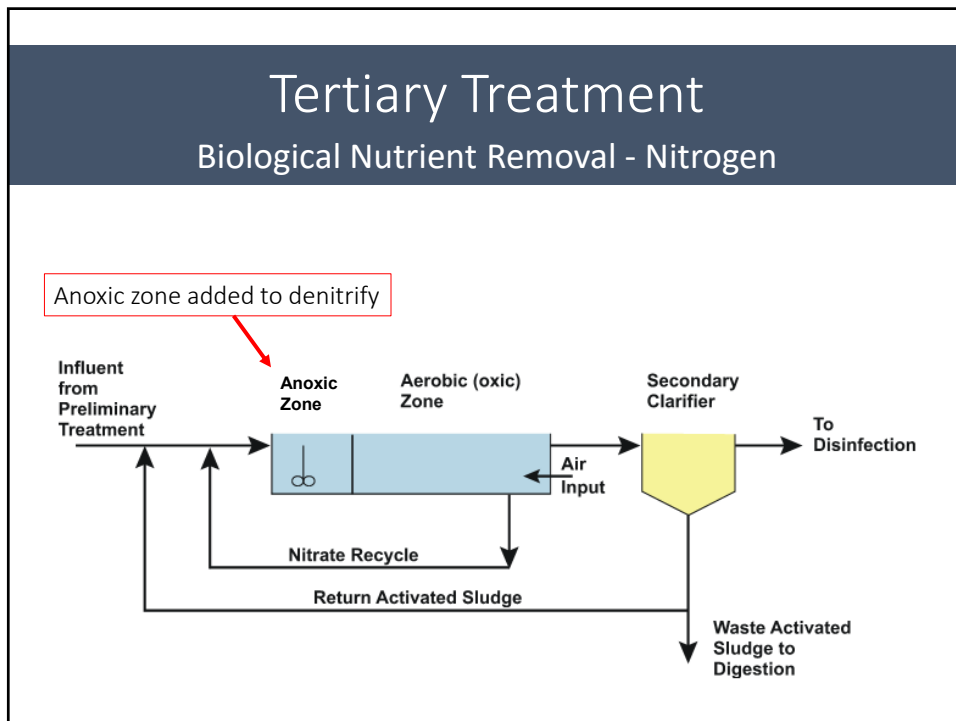 Tertiary Treatment
Biological Nutrient Removal - Nitrogen
Anoxic zone added to denitrify
Influent
from
Preliminary
Treatment
Anoxic
Zone
Aerobic (oxic)
Zone
Secondary
Clarifier
To
Disinfection
Air
Input
Nitrate Recycle
Return Activated Sludge
Waste Activated
Sludge to
Digestion